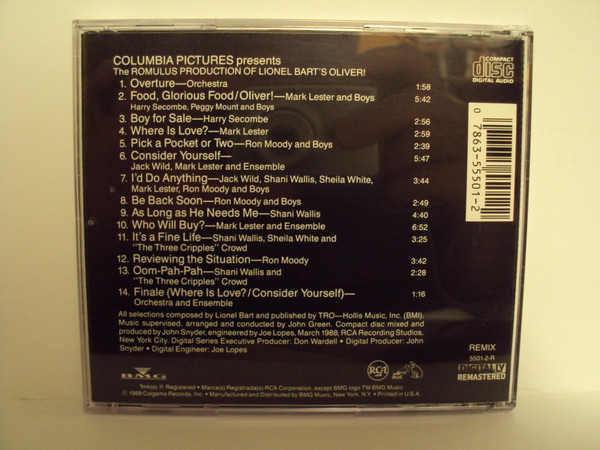 COLUMBIA PICTURES presents
The ROMULUS PRODUCTION OF LIONEL BART'S OLIVER!
1. Overture—Orchestra 1:58
2. Food, Glorious Food/Oliver!—Mark Lester and Boys 5:42
Harry Secombe, Peggy Mount and Boys
3. Boy for Sale—Harry Secombe 2:56
4. Where Is Love?—Mark Lester 2:59
5. Pick a Pocket or Two—Ron Moody and Boys 2:39
6. Consider Yourself— 5:47
Jack Wild, Mark Lester and Ensemble
7. I'd Do Anything—Jack Wild, Shani Wallis, Sheila White, 3:44
Mark Lester, Ron Moody and Boys
8. Be Back Soon—Ron Moody and Boys 2:49
9. As Long as He Needs Me—Shani Wallis 4:40
10. Who Will Buy?—Mark Lester and Ensemble 6:52
11. It's a Fine Life—Shani Wallis, Sheila White and 3:25
"The Three Cripples" Crowd
12. Reviewing the Situation—Ron Moody 3:42
13. Oom-Pah-Pah—Shani Wallis and 2:28
"The Three Cripples" Crowd
14. Finale (Where Is Love?/Consider Yourself)— 1:16
Orchestra and Ensemble
All selections composed by Lionel Bart and published by TRO—Hollis Music, Inc. (BMI).
Music supervised, arranged and conducted by John Green. Compact disc mixed and
produced by John Snyder, engineered by Joe Lopes, March 1988, RCA Recording Studios,
New York City. Digital Series Executive Producer: Don Wardell • Digital Producer: John
Snyder • Digital Engineer: Joe Lopes
BMG
RCA
Tmk(s) ® Registered • Marca(s) Registrada(s) RCA Corporation, except BMG logo TM BMG Music
© 1968 Colgems Records, Inc. • Manufactured and Distributed by BMG Music, New York, N.Y. • Printed in U.S.A.
COMPACT
disc
DIGITAL AUDIO
0 7863-55501-2
REMIX
5501-2-R
DIGITALLY
REMASTERED